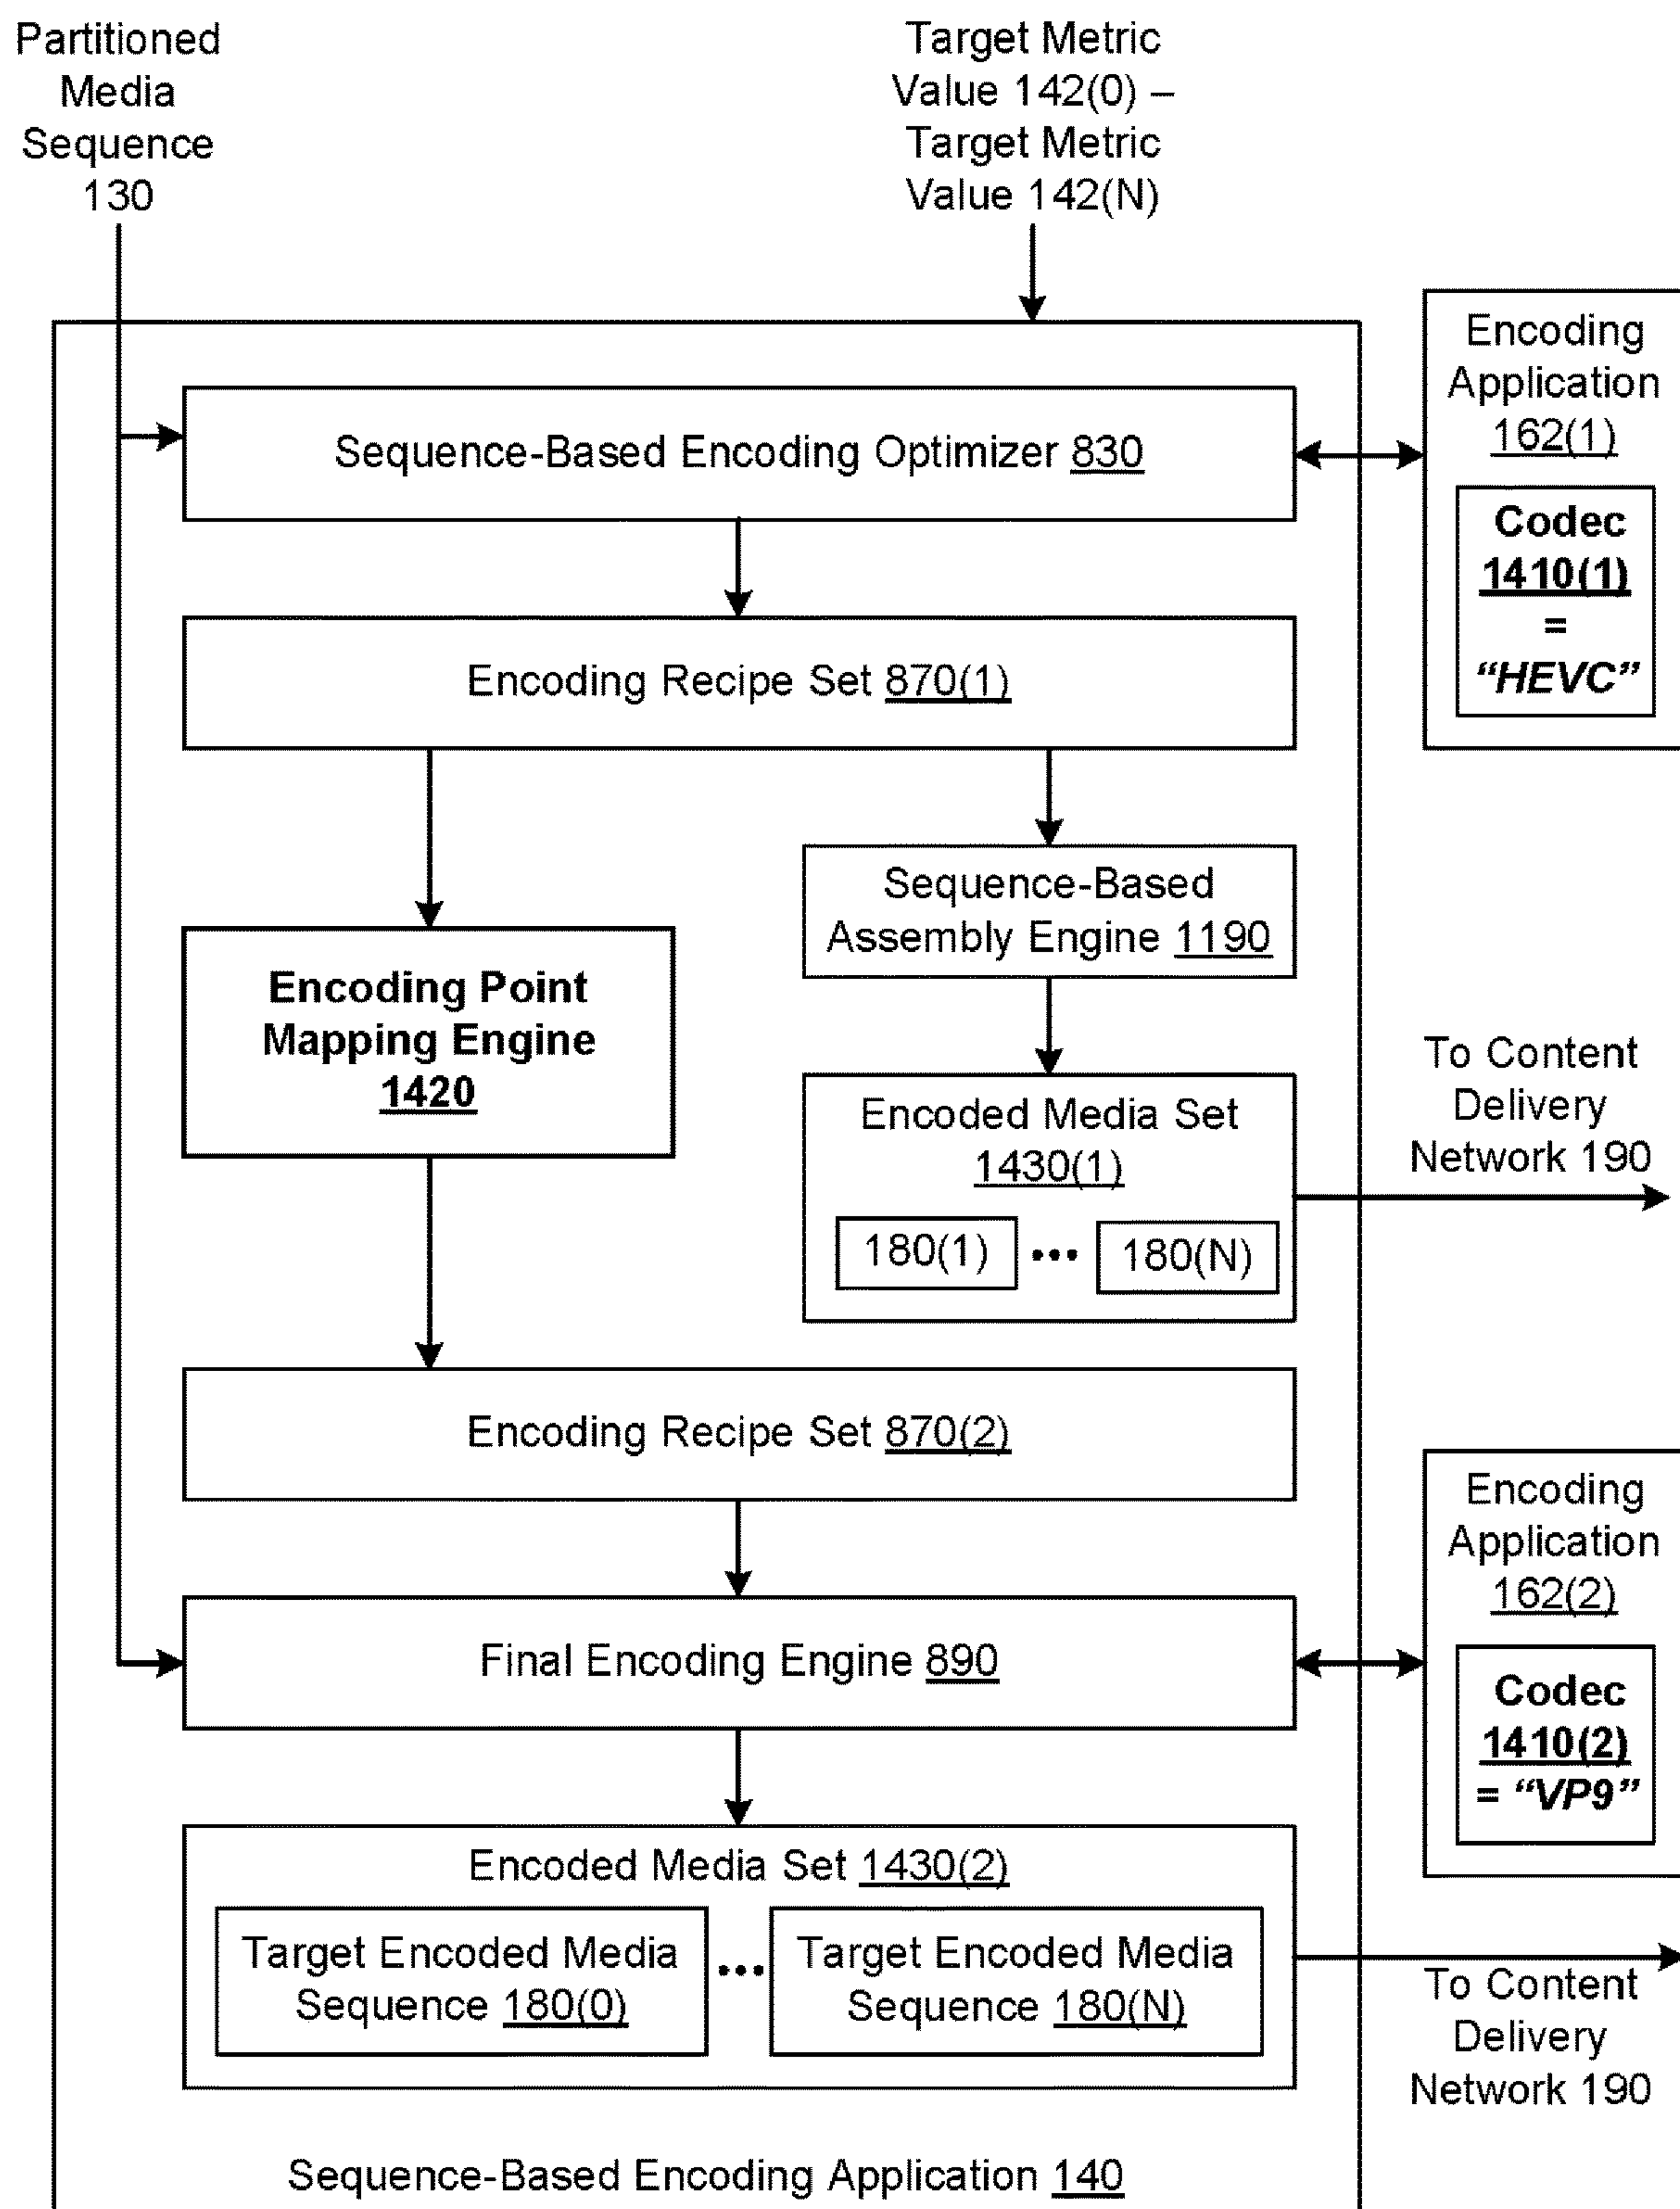 Partitioned
Media
Sequence
130
Target Metric
Value 142(0) –
Target Metric
Value 142(N)
Encoding
Application
162(1)
Codec
1410(1)
=
“HEVC”
Sequence-Based Encoding Optimizer 830
Encoding Recipe Set 870(1)
Sequence-Based
Assembly Engine 1190
Encoding Point
Mapping Engine
1420
Encoded Media Set
1430(1)
180(1) ••• 180(N)
To Content
Delivery
Network 190
Encoding Recipe Set 870(2)
Encoding
Application
162(2)
Codec
1410(2)
= “VP9”
Final Encoding Engine 890
Encoded Media Set 1430(2)
Target Encoded Media
Sequence 180(0)
•••
Target Encoded Media
Sequence 180(N)
To Content
Delivery
Network 190
Sequence-Based Encoding Application 140